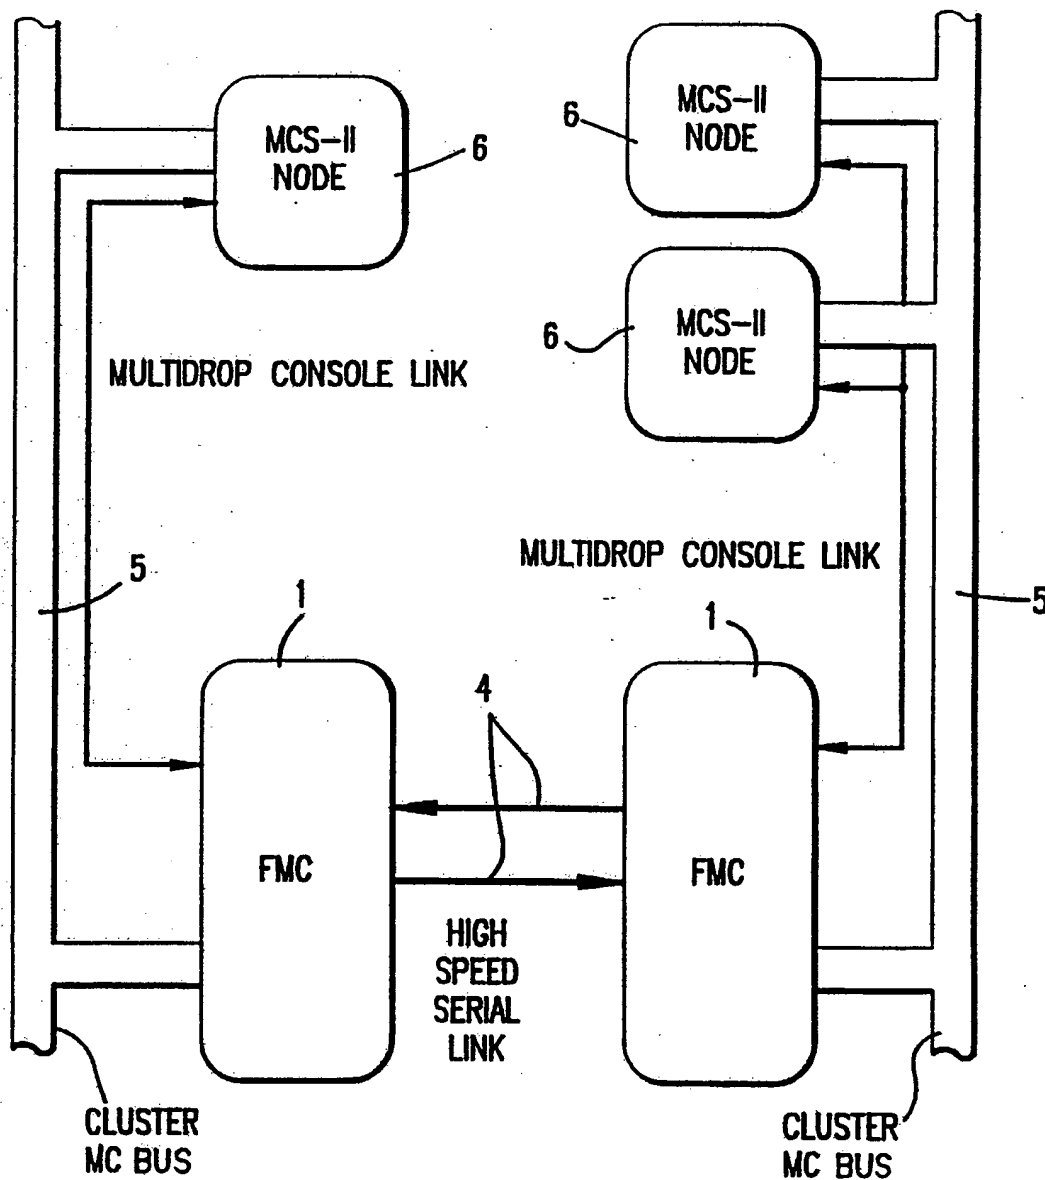 MCS-II
NODE
6
6
MCS-II
NODE
6
MCS-II
NODE
MULTIDROP CONSOLE LINK
MULTIDROP CONSOLE LINK
5
5
1
1
4
FMC
FMC
HIGH
SPEED
SERIAL
LINK
CLUSTER
MC BUS
CLUSTER
MC BUS